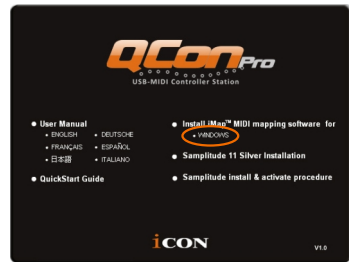 QCon Pro
USB-MIDI Controller Station
User Manual
ENGLISH
DEUTSCHE
FRANÇAIS
ESPAÑOL
日本語
ITALIANO
QuickStart Guide
Install iMap™ MIDI mapping software for
WINDOWS
Samplitude 11 Silver Installation
Samplitude install & activate procedure
iCON
V1.0